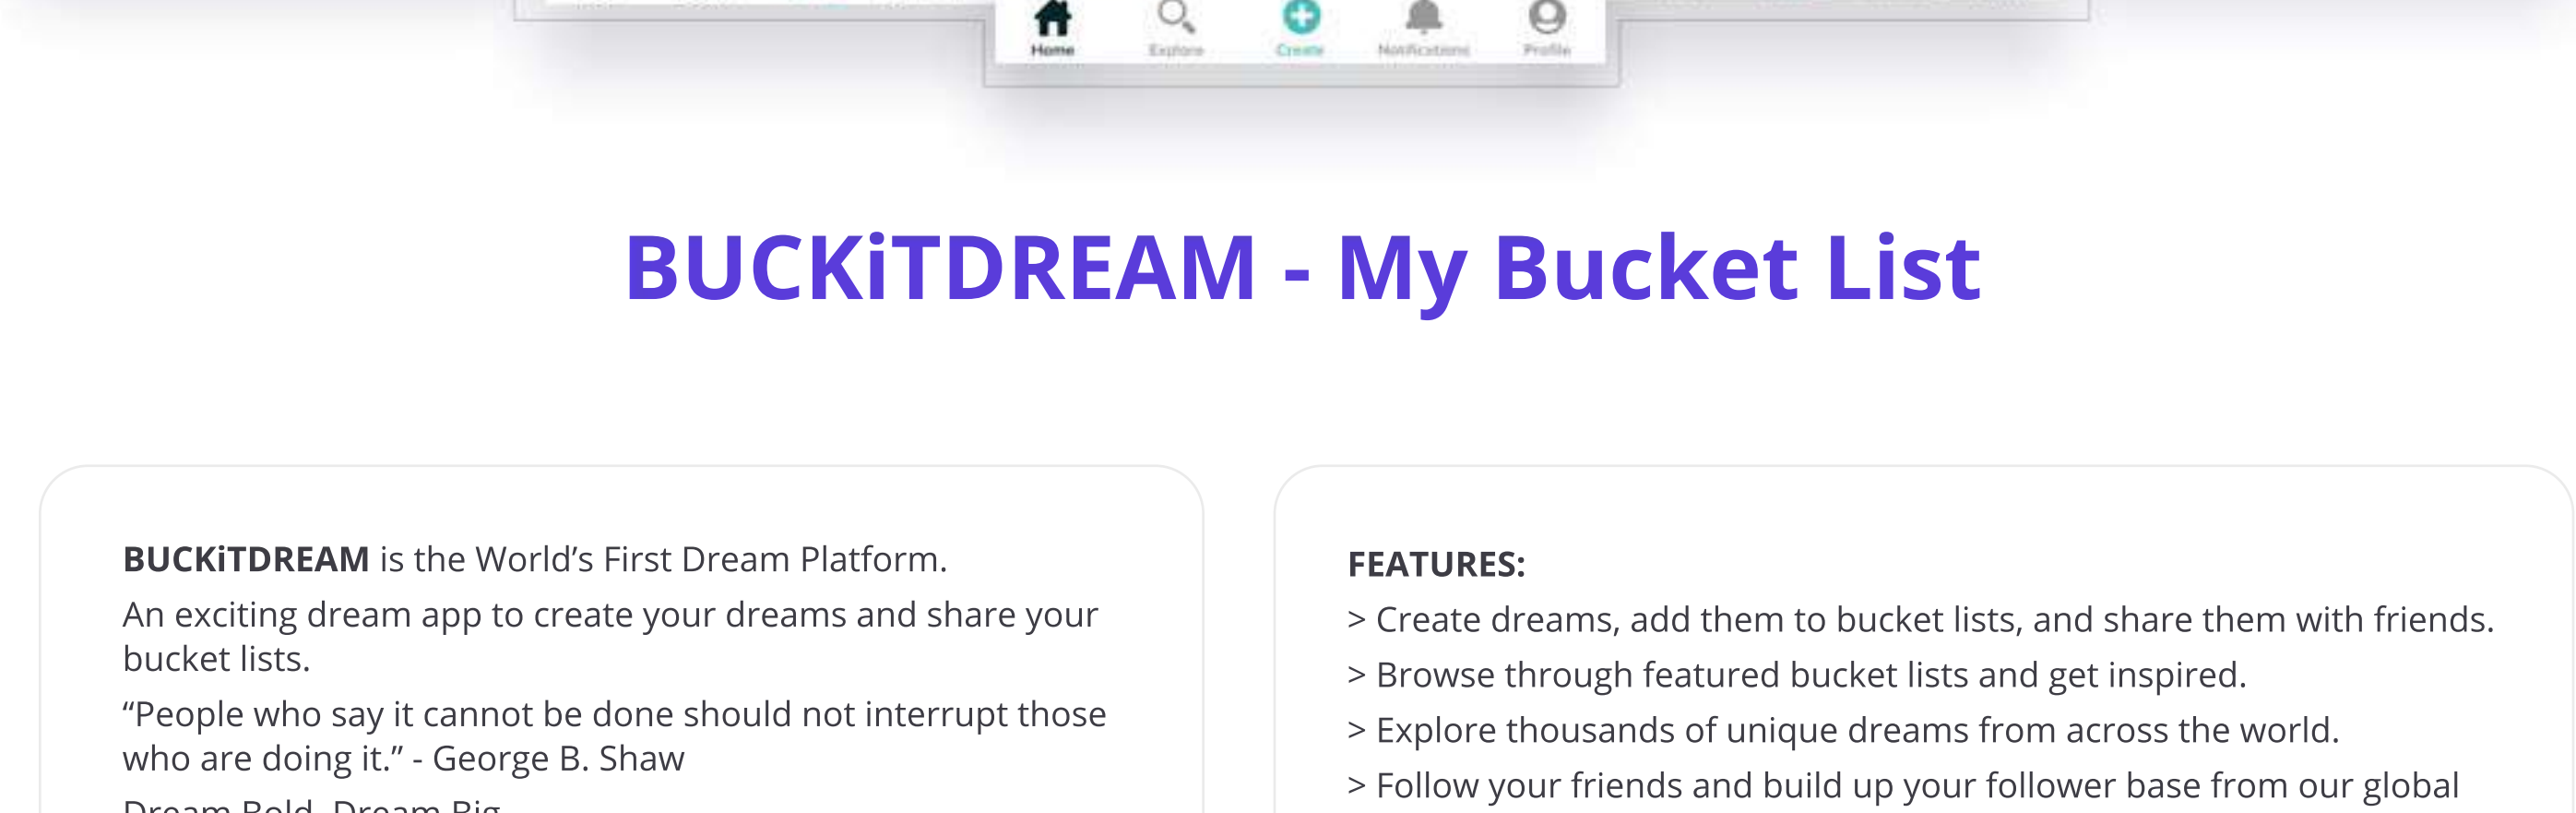 Home Explore Create Notifications Profile
BUCKiTDREAM - My Bucket List
BUCKiTDREAM is the World’s First Dream Platform.
An exciting dream app to create your dreams and share your
bucket lists.
“People who say it cannot be done should not interrupt those
who are doing it.” - George B. Shaw
Dream Bold. Dream Big.
FEATURES:
> Create dreams, add them to bucket lists, and share them with friends.
> Browse through featured bucket lists and get inspired.
> Explore thousands of unique dreams from across the world.
> Follow your friends and build up your follower base from our global